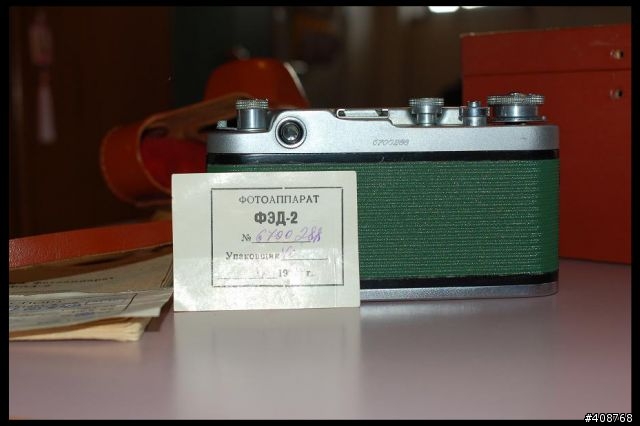 6700288
ФОТОАППАРАТ
ФЭД-2
№ 6700288
Упаковщик
19 г.
#408768